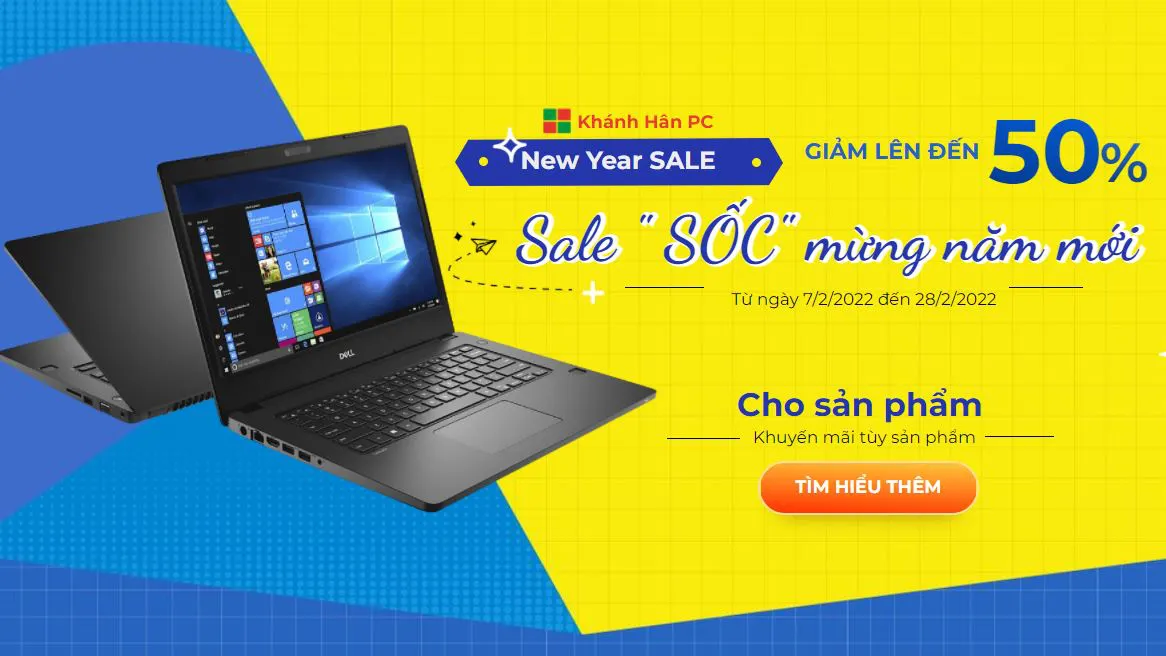 Khánh Hân PC
New Year SALE
GIẢM LÊN ĐẾN 50%
Sale "SỐC" mừng năm mới
Từ ngày 7/2/2022 đến 28/2/2022
Cho sản phẩm
Khuyến mãi tùy sản phẩm
TÌM HIỂU THÊM
DELL